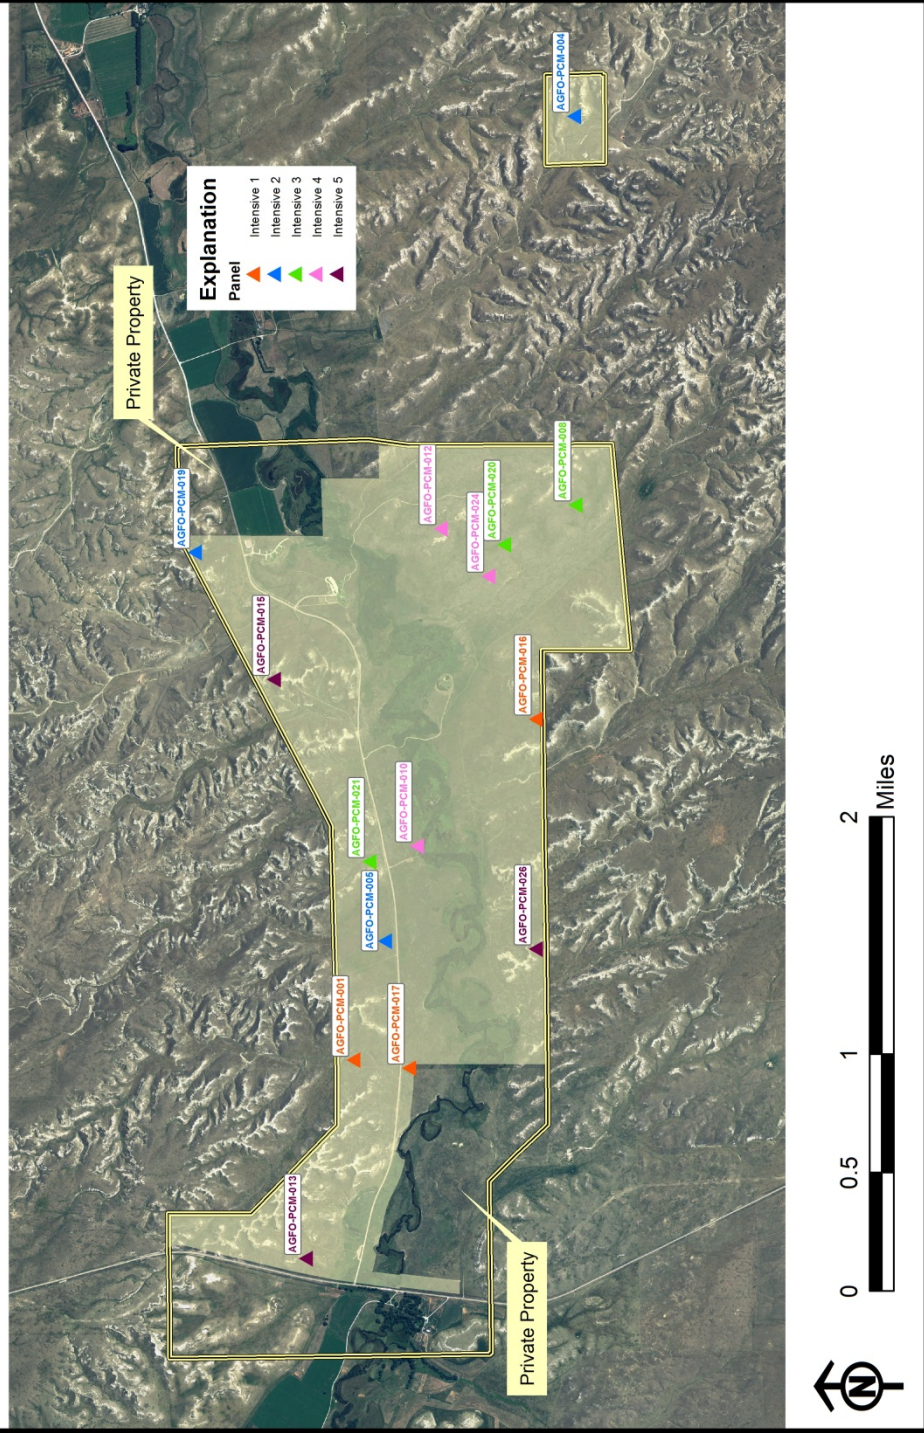 AGFO-PCM-004
Explanation
Panel
Intensive 1
Intensive 2
Intensive 3
Intensive 4
Intensive 5
Private Property
AGFO-PCM-019
AGFO-PCM-015
AGFO-PCM-012
AGFO-PCM-024
AGFO-PCM-020
AGFO-PCM-008
AGFO-PCM-016
AGFO-PCM-021
AGFO-PCM-010
AGFO-PCM-005
AGFO-PCM-026
AGFO-PCM-001
AGFO-PCM-017
AGFO-PCM-013
Private Property
N
0 0.5 1 2
Miles